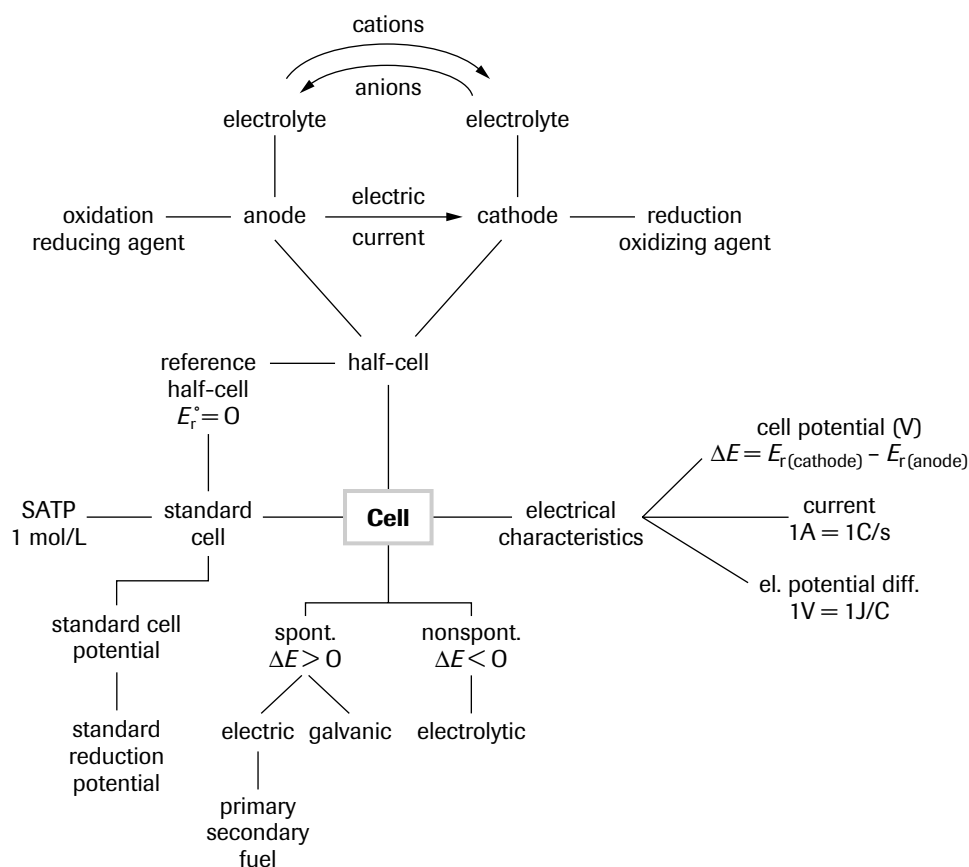 cations
anions
electrolyte
electrolyte
oxidation
reducing agent
anode
electric
current
cathode
reduction
oxidizing agent
reference
half-cell
E°r = 0
half-cell
cell potential (V)
ΔE = Er(cathode) – Er(anode)
SATP
1 mol/L
standard
cell
Cell
electrical
characteristics
current
1A = 1C/s
el. potential diff.
1V = 1J/C
standard cell
potential
spont.
ΔE > 0
nonspont.
ΔE < 0
standard
reduction
potential
electric
galvanic
electrolytic
primary
secondary
fuel